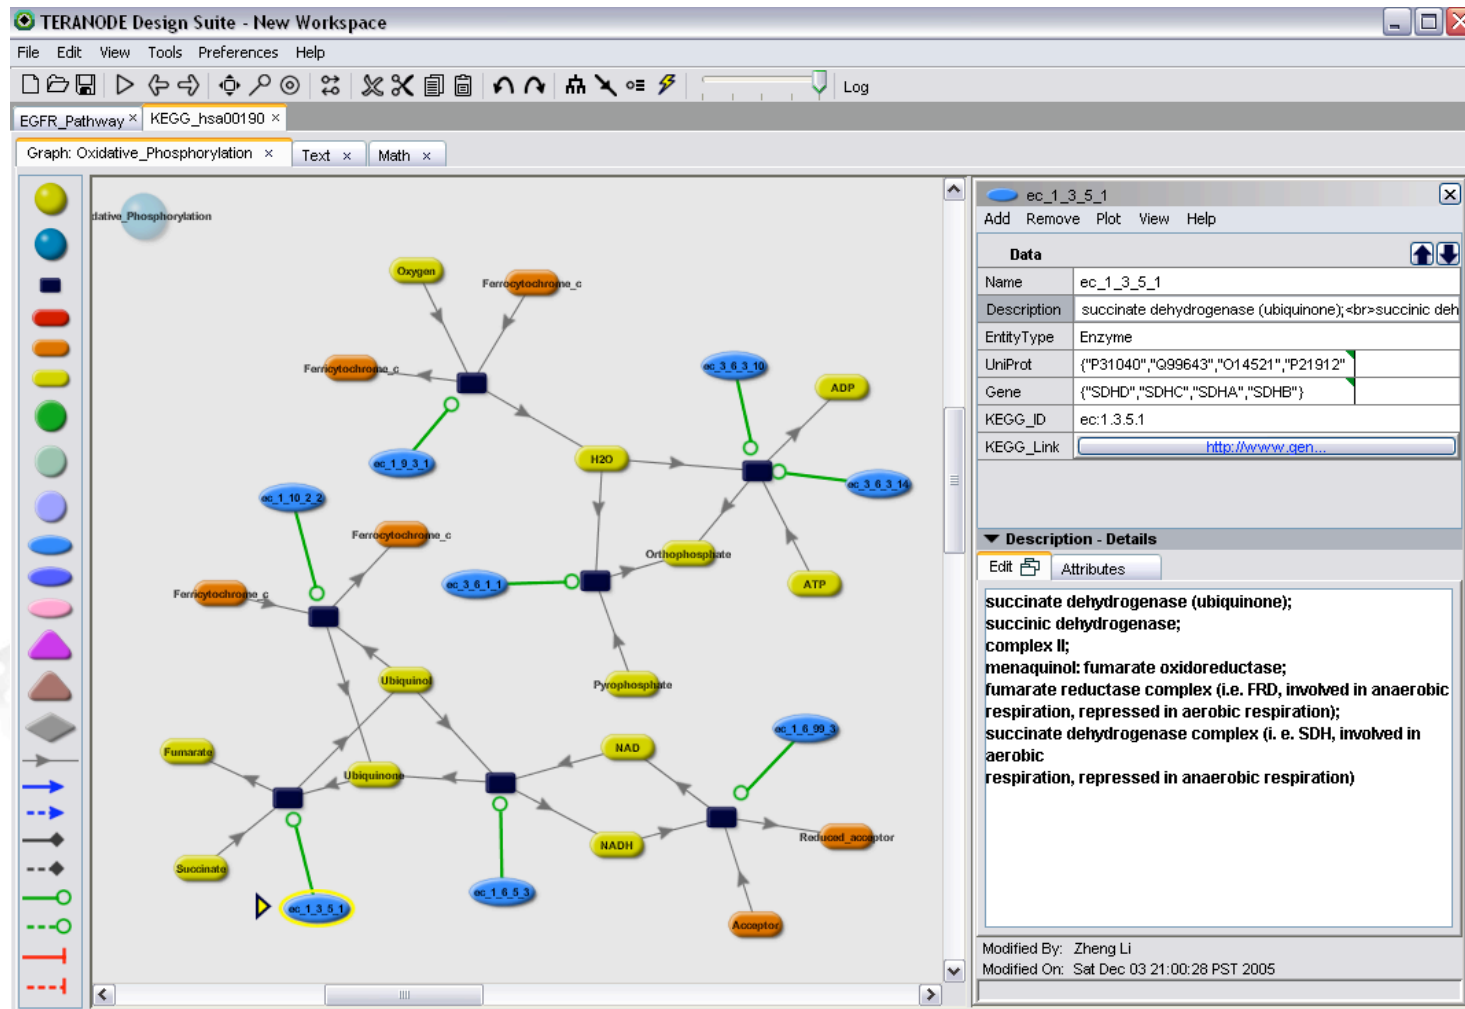 TERANODE Design Suite - New Workspace
File Edit View Tools Preferences Help
Log
EGFR_Pathway × KEGG_hsa00190 ×
Graph: Oxidative_Phosphorylation × Text × Math ×
dative_Phosphorylation
Oxygen
Ferrocytochrome_c
Ferricytochrome_c
ec_3_6_3_10
ADP
ec_1_9_3_1
H2O
ec_3_6_3_14
ec_1_10_2_2
Ferrocytochrome_c
Orthophosphate
ec_3_6_1_1
ATP
Ferricytochrome_c
Ubiquinol
Pyrophosphate
ec_1_6_99_3
Fumarate
NAD
Ubiquinone
Reduced_acceptor
NADH
Succinate
ec_1_6_5_3
ec_1_3_5_1
Acceptor
ec_1_3_5_1
Add Remove Plot View Help
Data
Name ec_1_3_5_1
Description succinate dehydrogenase (ubiquinone);<br>succinic deh
EntityType Enzyme
UniProt {"P31040","Q99643","O14521","P21912"
Gene {"SDHD","SDHC","SDHA","SDHB"}
KEGG_ID ec:1.3.5.1
KEGG_Link http://www.gen...
Description - Details
Edit Attributes
succinate dehydrogenase (ubiquinone);
succinic dehydrogenase;
complex II;
menaquinol: fumarate oxidoreductase;
fumarate reductase complex (i.e. FRD, involved in anaerobic
respiration, repressed in aerobic respiration);
succinate dehydrogenase complex (i. e. SDH, involved in
aerobic
respiration, repressed in anaerobic respiration)
Modified By: Zheng Li
Modified On: Sat Dec 03 21:00:28 PST 2005